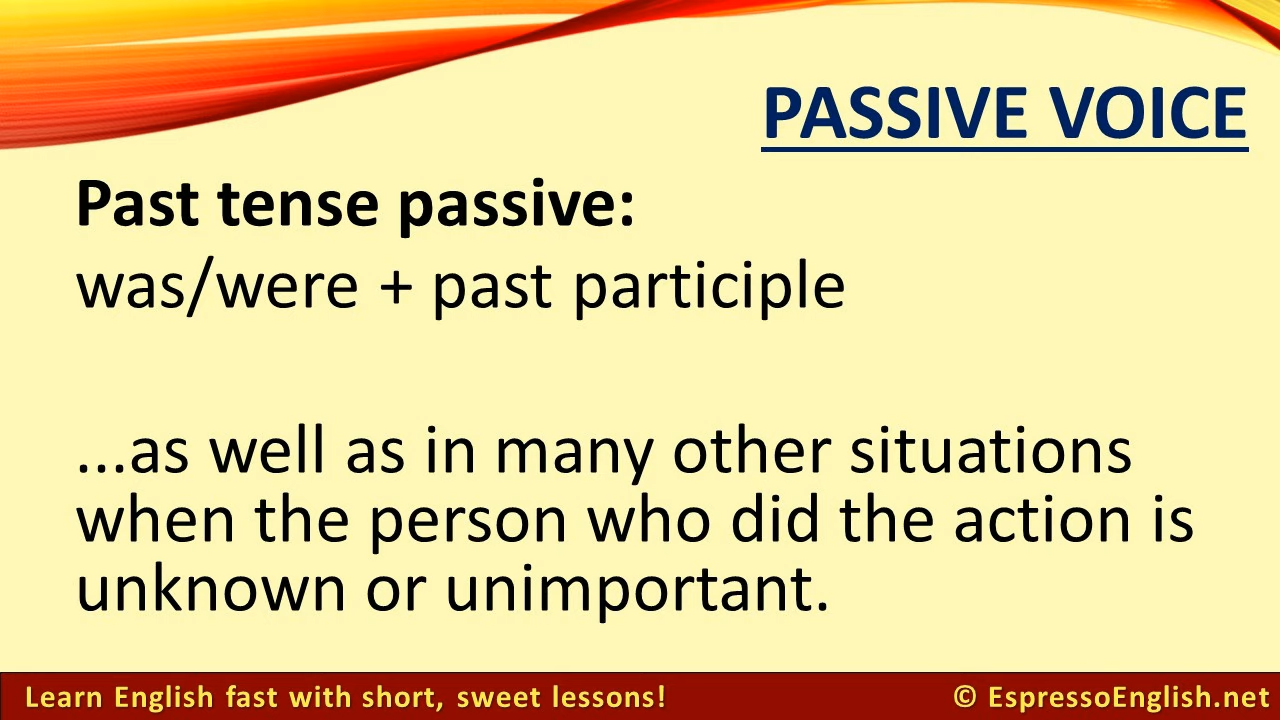 PASSIVE VOICE
Past tense passive:
was/were + past participle
...as well as in many other situations
when the person who did the action is
unknown or unimportant.
Learn English fast with short, sweet lessons!
© EspressoEnglish.net